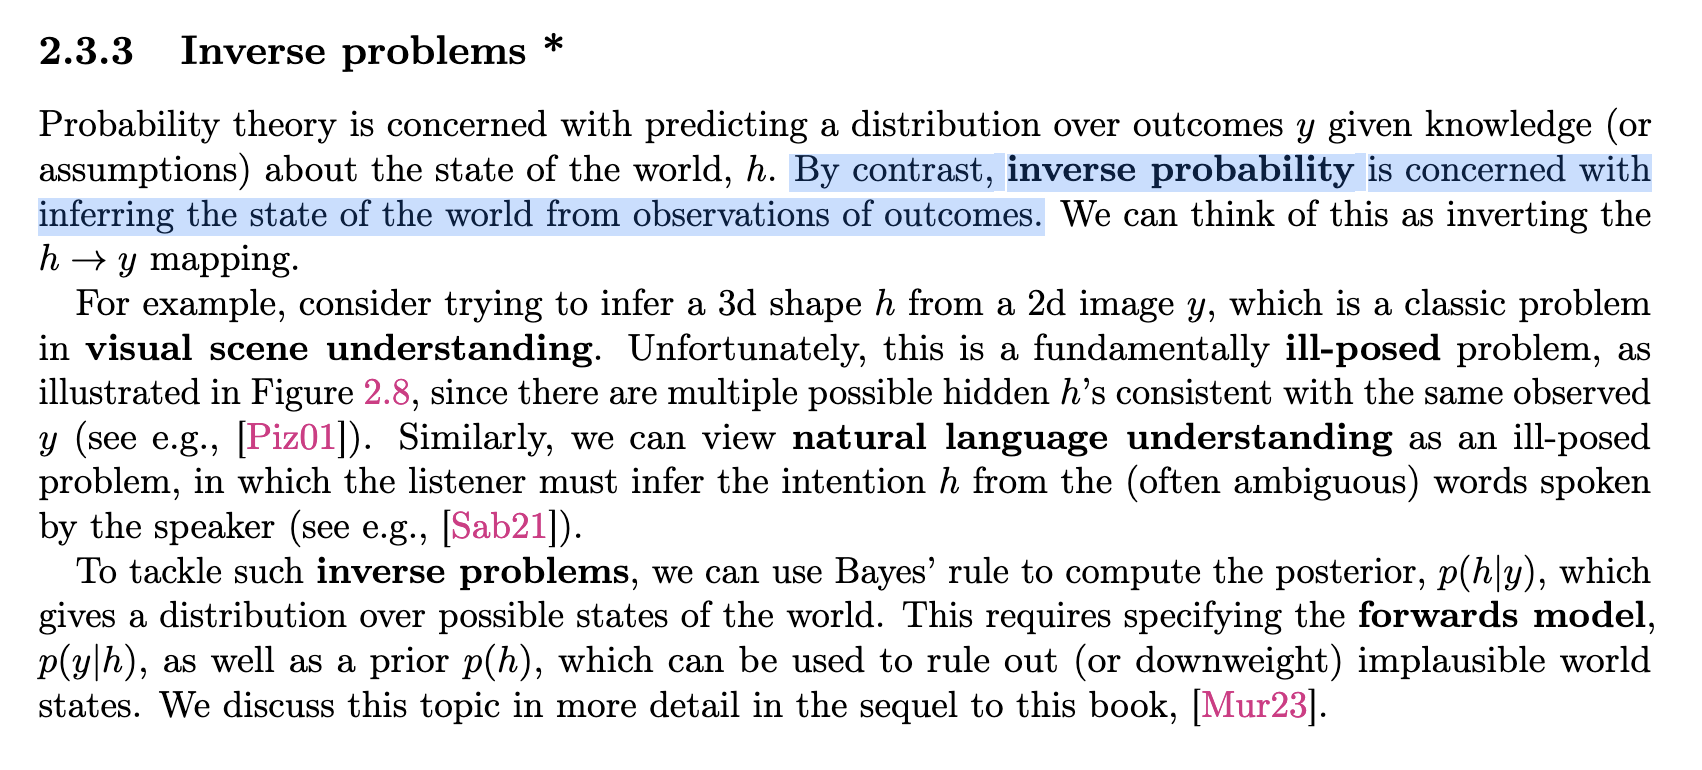 2.3.3 Inverse problems *
Probability theory is concerned with predicting a distribution over outcomes y given knowledge (or
assumptions) about the state of the world, h. By contrast, inverse probability is concerned with
inferring the state of the world from observations of outcomes. We can think of this as inverting the
h → y mapping.
For example, consider trying to infer a 3d shape h from a 2d image y, which is a classic problem
in visual scene understanding. Unfortunately, this is a fundamentally ill-posed problem, as
illustrated in Figure 2.8, since there are multiple possible hidden h's consistent with the same observed
y (see e.g., [Piz01]). Similarly, we can view natural language understanding as an ill-posed
problem, in which the listener must infer the intention h from the (often ambiguous) words spoken
by the speaker (see e.g., [Sab21]).
To tackle such inverse problems, we can use Bayes' rule to compute the posterior, p(h|y), which
gives a distribution over possible states of the world. This requires specifying the forwards model,
p(y|h), as well as a prior p(h), which can be used to rule out (or downweight) implausible world
states. We discuss this topic in more detail in the sequel to this book, [Mur23].